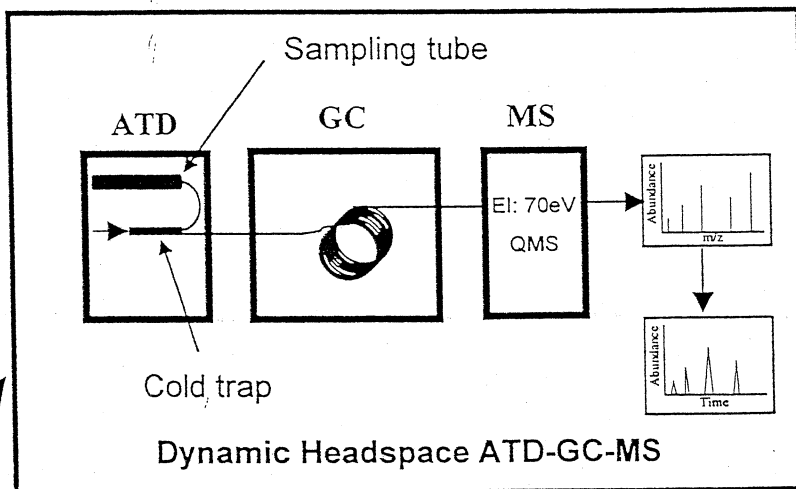 Sampling tube
ATD GC MS
EI: 70eV
QMS
Abundance
m/z
Abundance
Time
Cold trap
Dynamic Headspace ATD-GC-MS